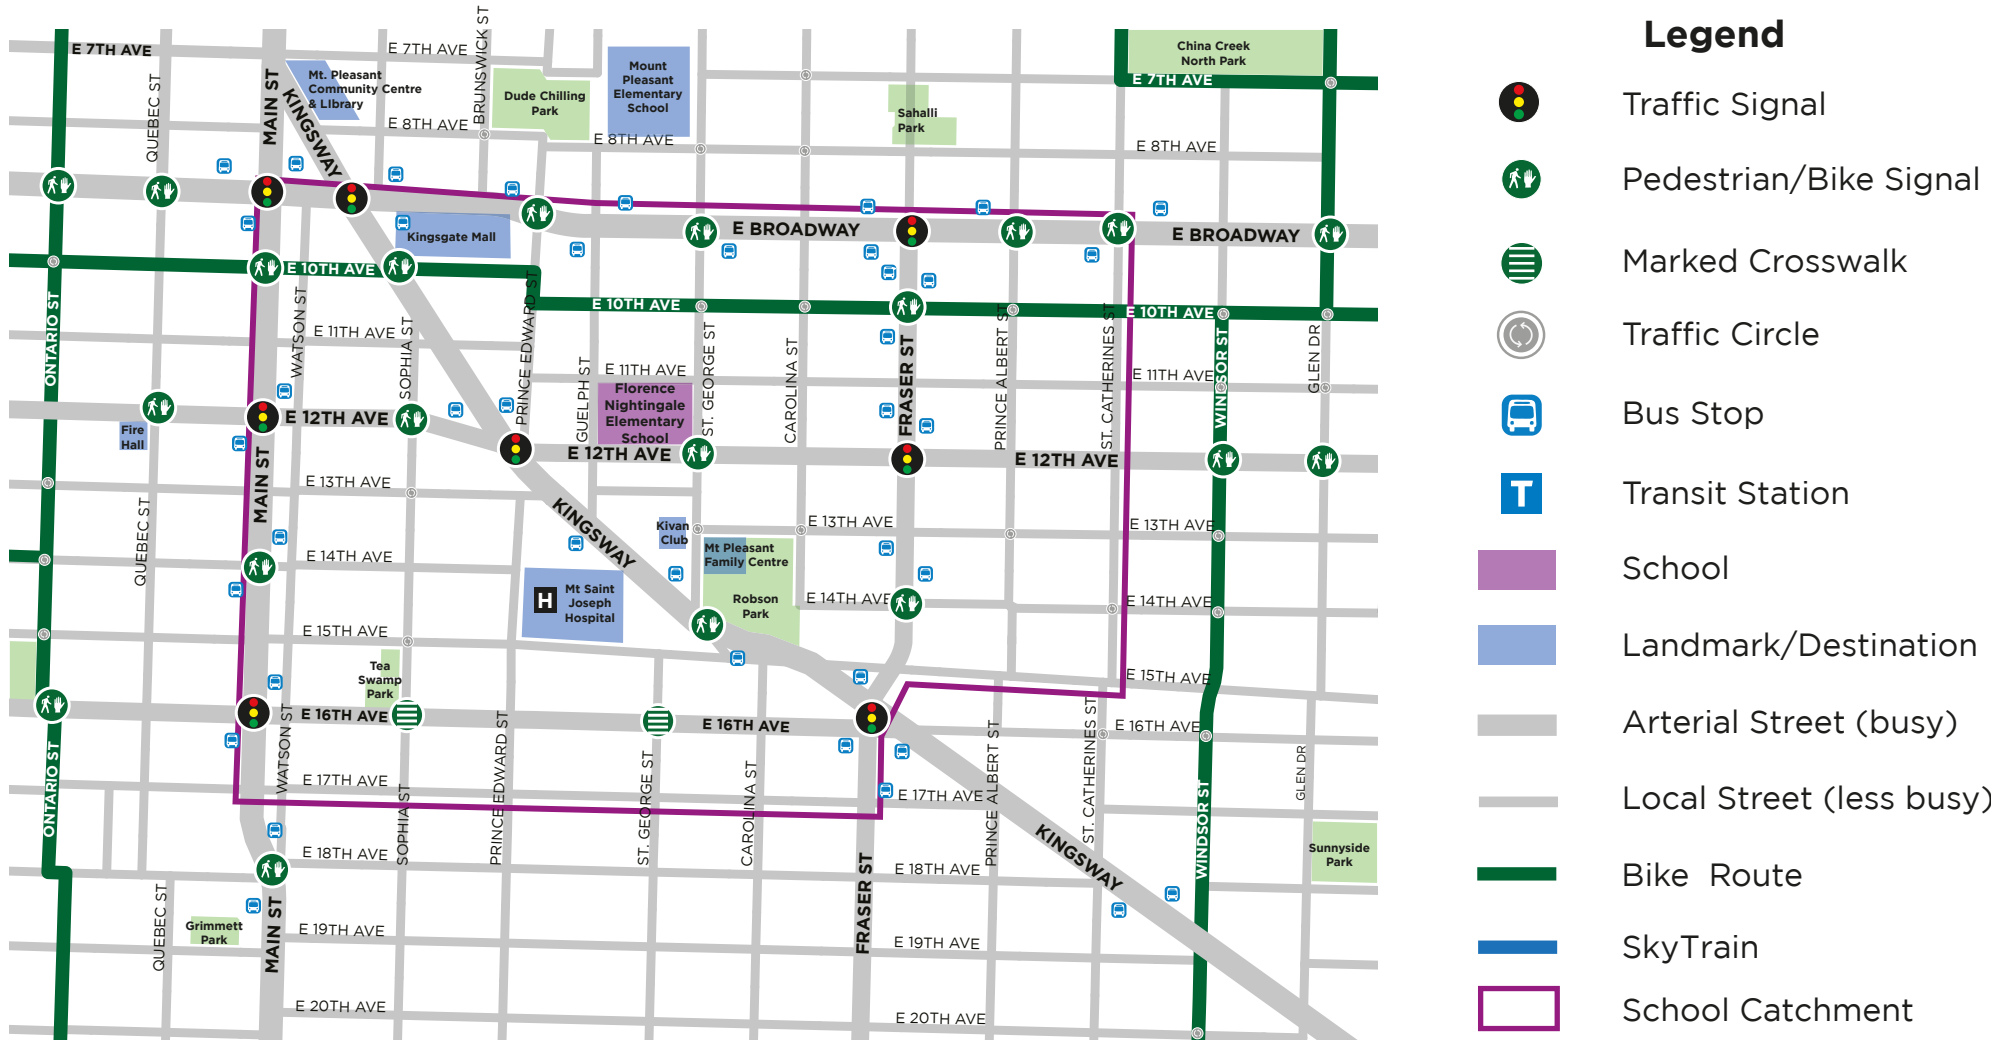 E 7TH AVE
E 7TH AVE
BRUNSWICK ST
QUEBEC ST
MAIN ST
KINGSWAY
Mt. Pleasant
Community Centre
& LIbrary
Dude Chilling
Park
Mount
Pleasant
Elementary
School
Sahalli
Park
China Creek
North Park
E 7TH AVE
E 8TH AVE
E 8TH AVE
E 8TH AVE
Kingsgate Mall
E BROADWAY
E BROADWAY
E 10TH AVE
E 10TH AVE
E 10TH AVE
ONTARIO ST
WATSON ST
SOPHIA ST
PRINCE EDWARD ST
GUELPH ST
ST. GEORGE ST
CAROLINA ST
FRASER ST
PRINCE ALBERT ST
ST. CATHERINES ST
WINDSOR ST
GLEN DR
E 11TH AVE
E 11TH AVE
E 11TH AVE
Florence
Nightingale
Elementary
School
Fire
Hall
E 12TH AVE
E 12TH AVE
E 12TH AVE
MAIN ST
QUEBEC ST
E 13TH AVE
E 13TH AVE
E 13TH AVE
KINGSWAY
Kivan
Club
Mt Pleasant
Family Centre
Robson
Park
E 14TH AVE
E 14TH AVE
E 14TH AVE
H
Mt Saint
Joseph
Hospital
E 15TH AVE
E 15TH AVE
Tea
Swamp
Park
E 16TH AVE
E 16TH AVE
E 16TH AVE
ONTARIO ST
WATSON ST
SOPHIA ST
PRINCE EDWARD ST
ST. GEORGE ST
CAROLINA ST
PRINCE ALBERT ST
ST. CATHERINES ST
WINDSOR ST
GLEN DR
E 17TH AVE
E 17TH AVE
KINGSWAY
Sunnyside
Park
E 18TH AVE
E 18TH AVE
QUEBEC ST
Grimmett
Park
MAIN ST
FRASER ST
E 19TH AVE
E 19TH AVE
E 20TH AVE
E 20TH AVE
Legend
Traffic Signal
Pedestrian/Bike Signal
Marked Crosswalk
Traffic Circle
Bus Stop
T
Transit Station
School
Landmark/Destination
Arterial Street (busy)
Local Street (less busy)
Bike Route
SkyTrain
School Catchment